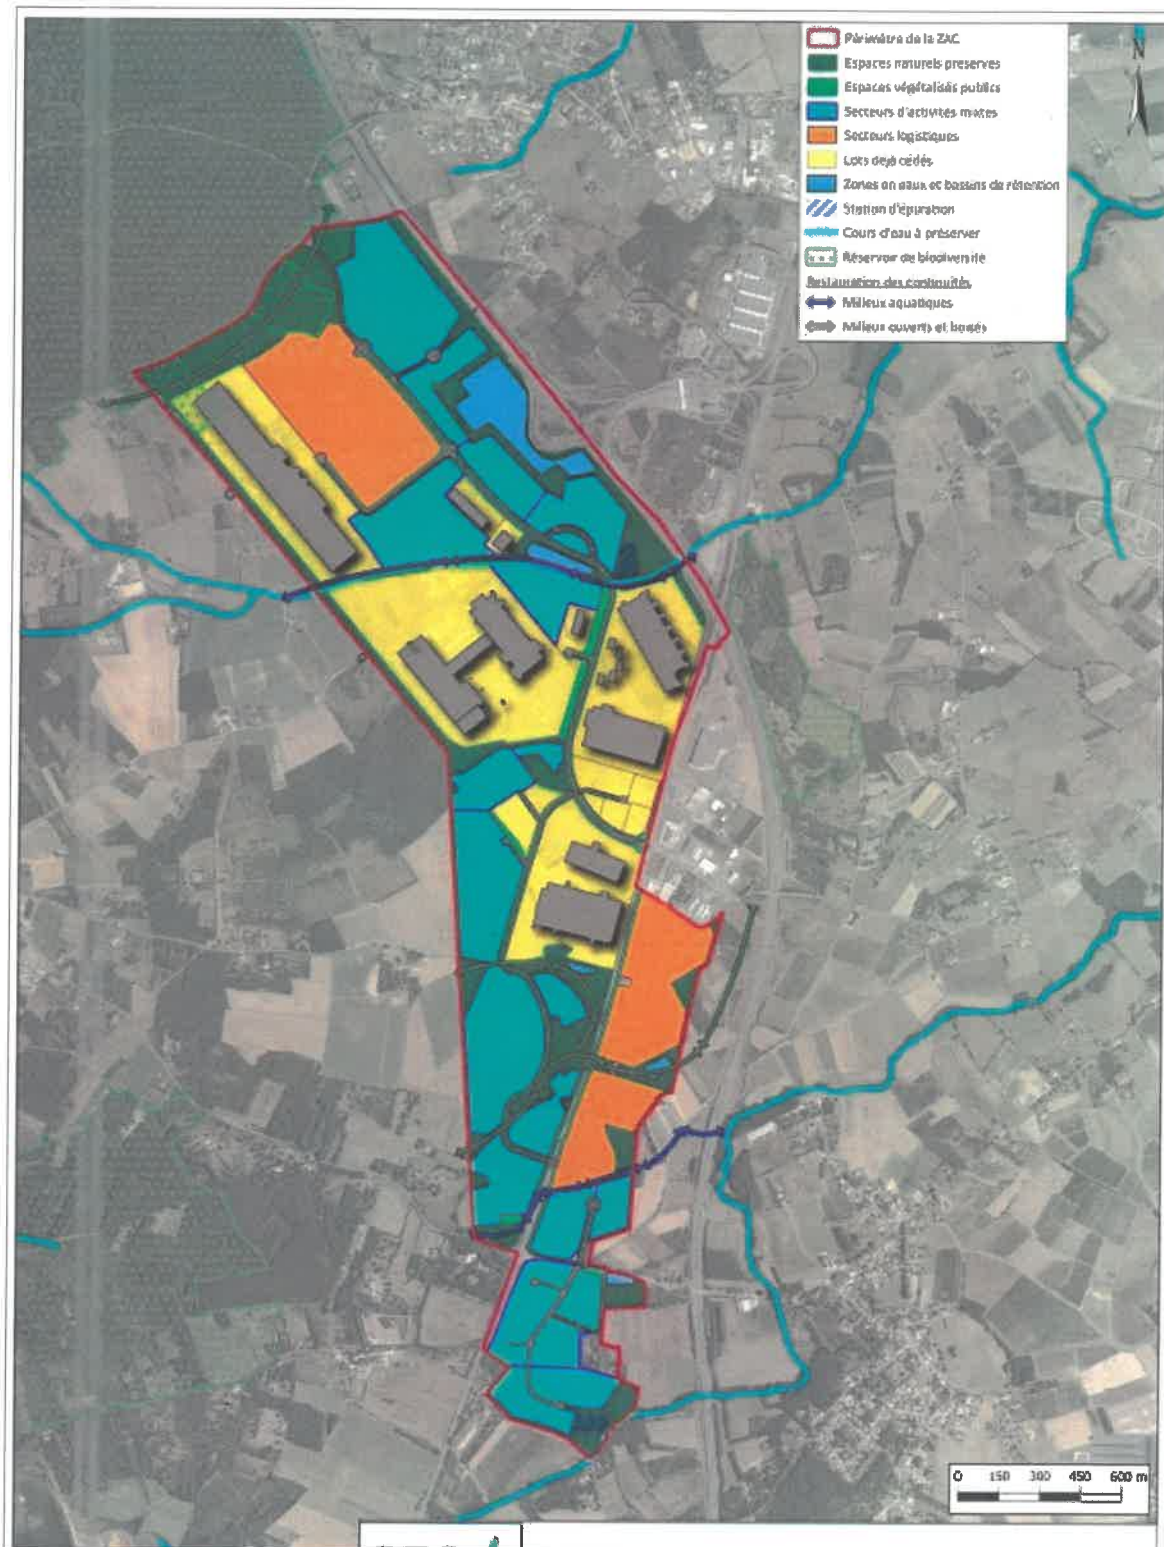 Périmètre de la ZAC
Espaces naturels préservés
Espaces végétalisés publics
Secteurs d'activités mixtes
Secteurs logistiques
Lots déjà cédés
Zones en eaux et bassins de rétention
Station d'épuration
Cours d'eau à préserver
Réservoir de biodiversité
Restauration des continuités
Milieux aquatiques
Milieux ouverts et boisés
N
0 150 300 450 600 m